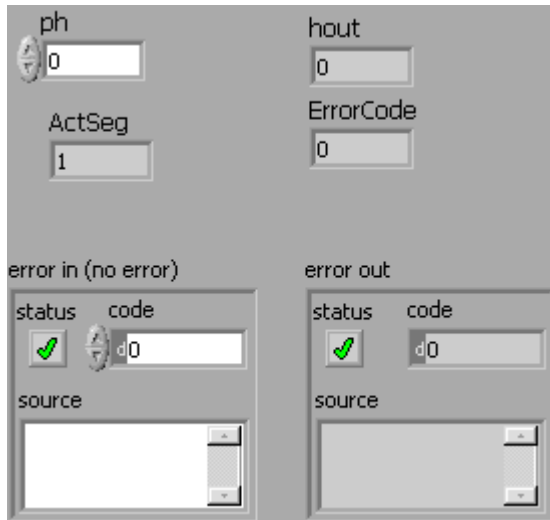 ph
0
hout
0
ActSeg
1
ErrorCode
0
error in (no error)
status code
d0
source
error out
status code
d0
source